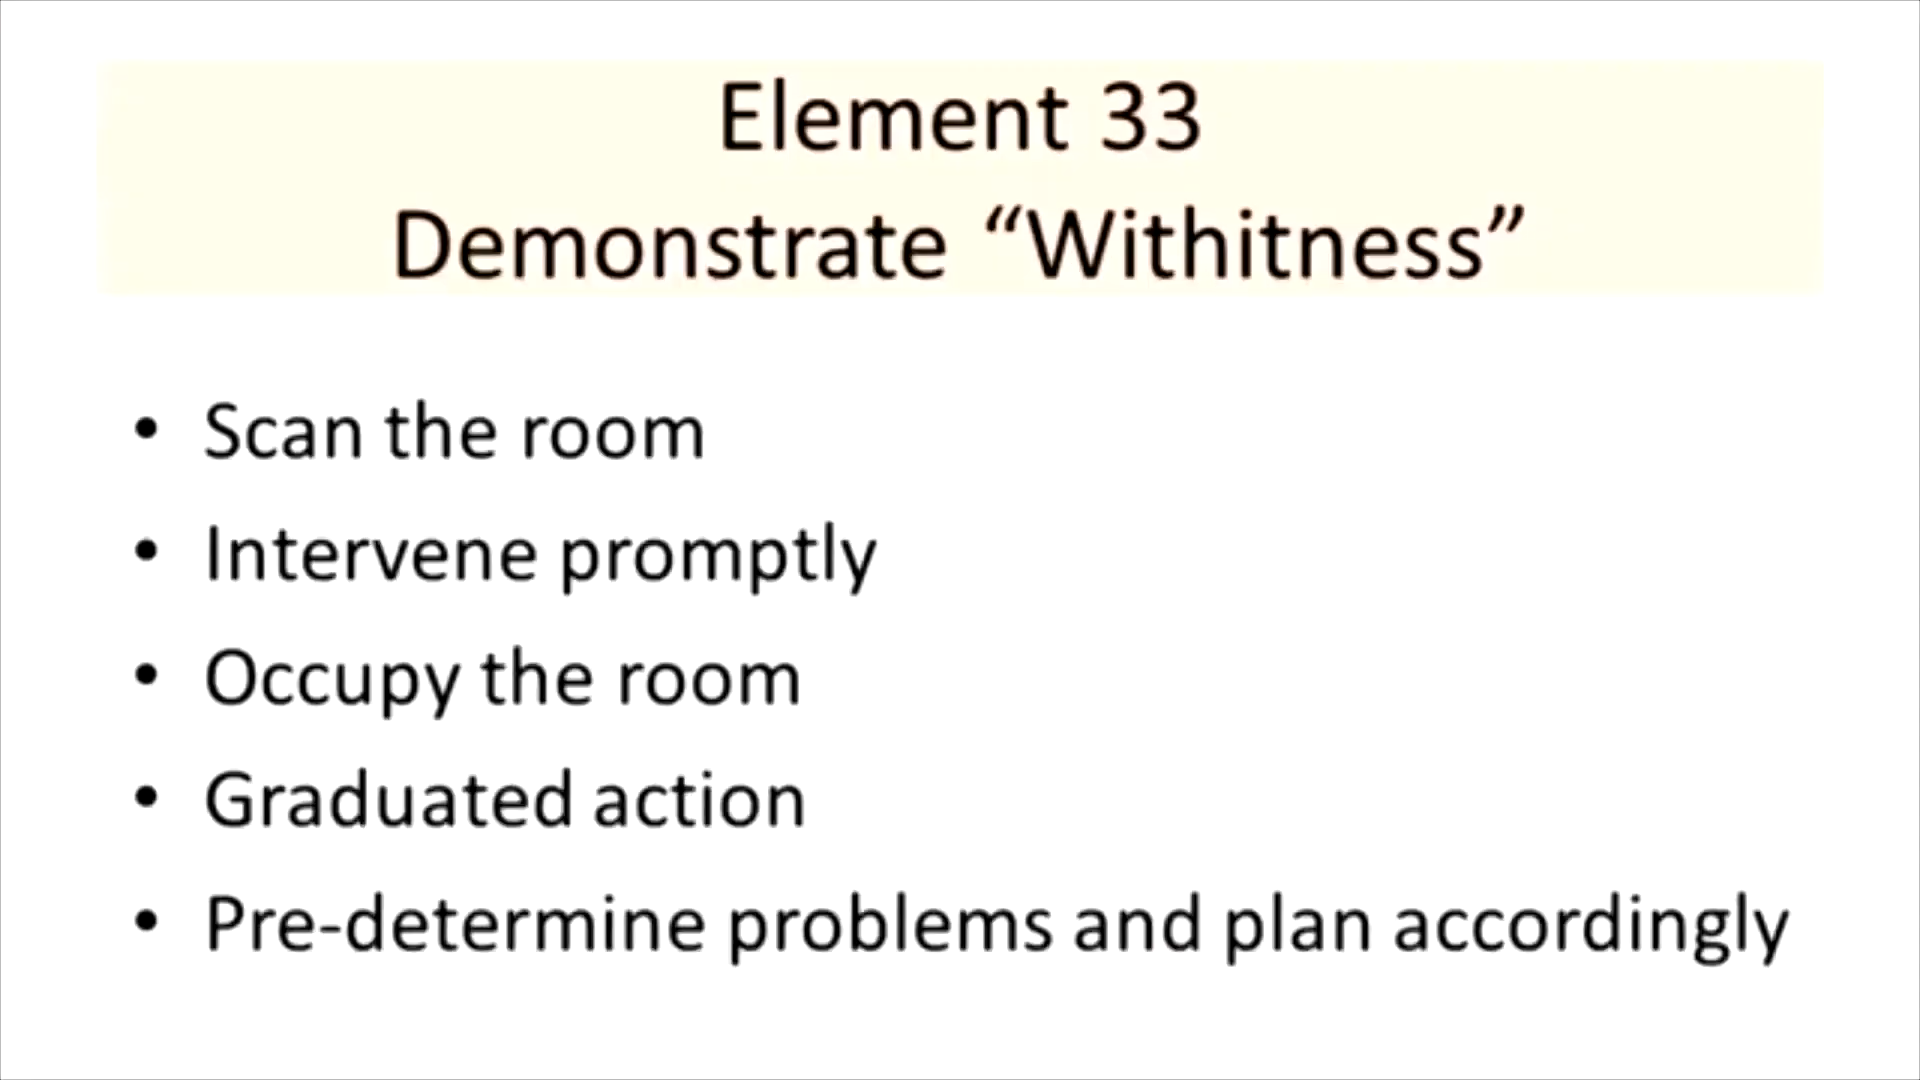 Element 33
Demonstrate “Withitness”
• Scan the room
• Intervene promptly
• Occupy the room
• Graduated action
• Pre-determine problems and plan accordingly